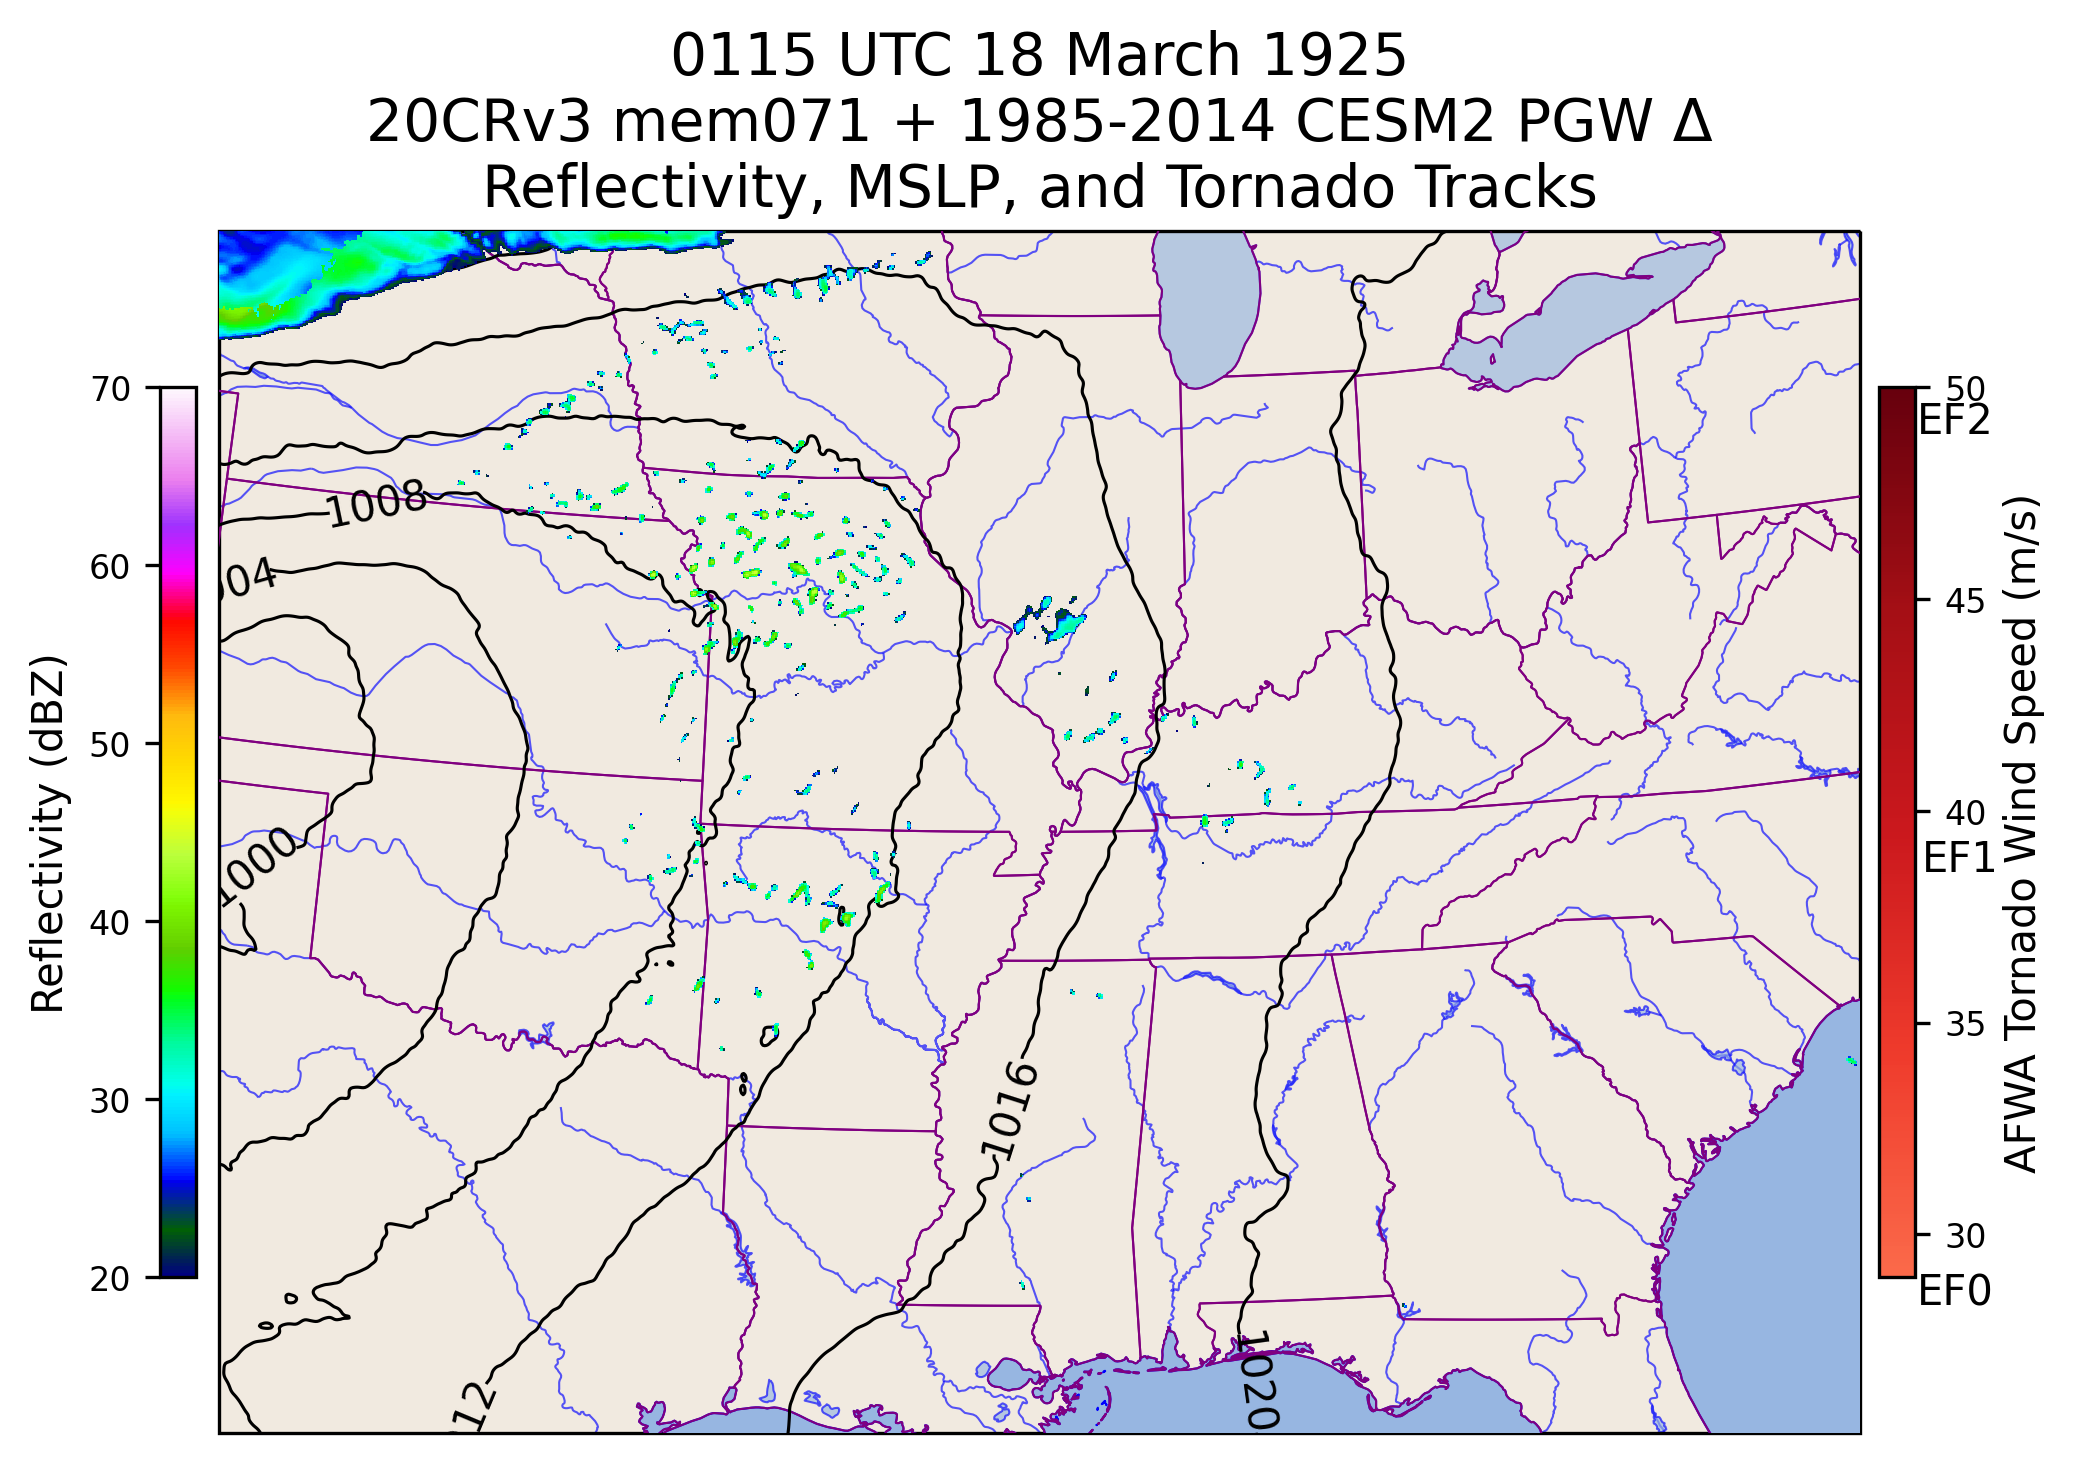 0115 UTC 18 March 1925
20CRv3 mem071 + 1985-2014 CESM2 PGW Δ
Reflectivity, MSLP, and Tornado Tracks
70
60
50
40
30
20
Reflectivity (dBZ)
1008
04
1000
12
1016
1020
50
EF2
45
40
EF1
35
30
EF0
AFWA Tornado Wind Speed (m/s)